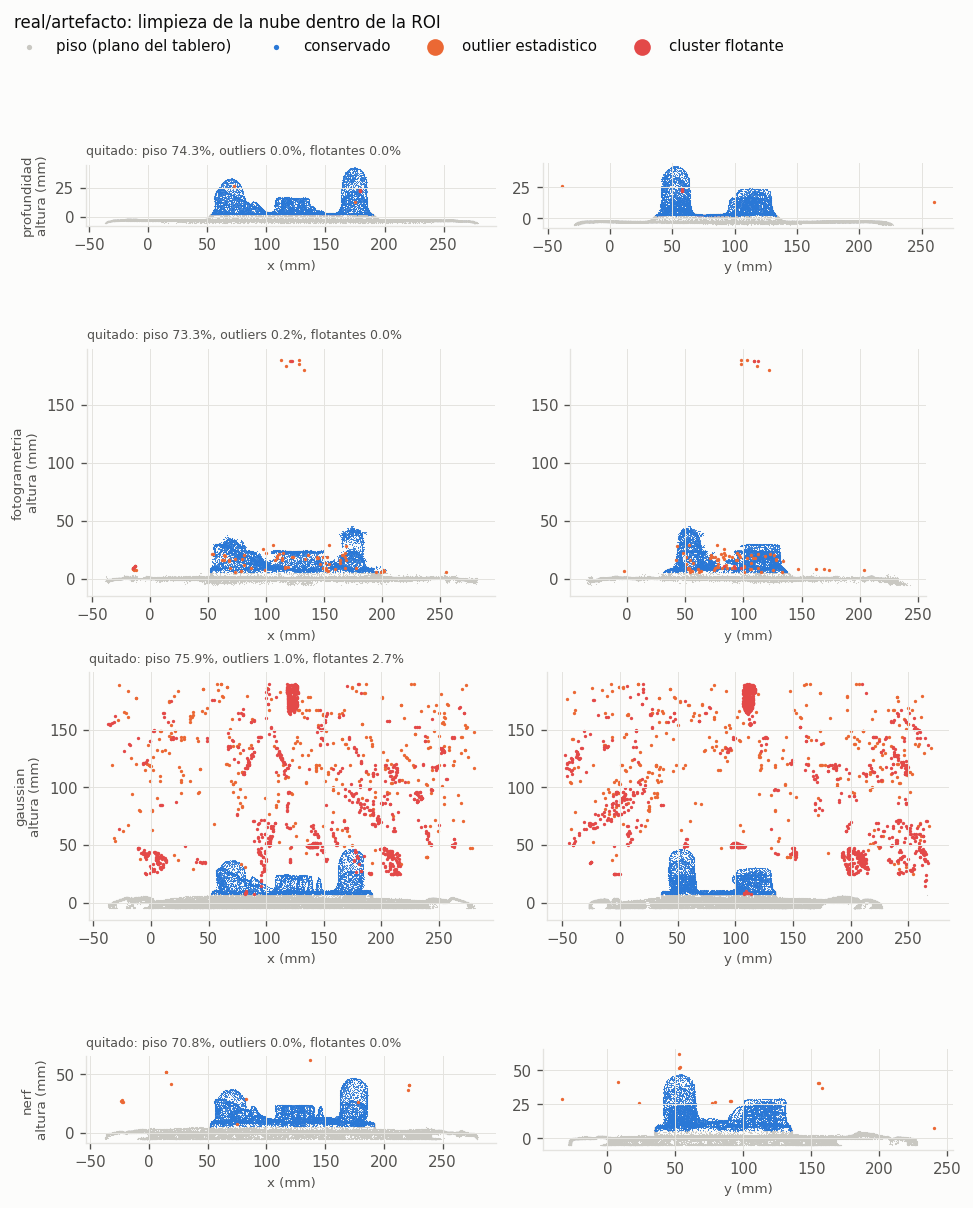 real/artefacto: limpieza de la nube dentro de la ROI
piso (plano del tablero) conservado outlier estadistico cluster flotante
quitado: piso 74.3%, outliers 0.0%, flotantes 0.0%
profundidad
altura (mm)
25
0
−50 0 50 100 150 200 250
x (mm)
25
0
−50 0 50 100 150 200 250
y (mm)
quitado: piso 73.3%, outliers 0.2%, flotantes 0.0%
fotogrametria
altura (mm)
150
100
50
0
−50 0 50 100 150 200 250
x (mm)
150
100
50
0
0 50 100 150 200 250
y (mm)
quitado: piso 75.9%, outliers 1.0%, flotantes 2.7%
gaussian
altura (mm)
150
100
50
0
−50 0 50 100 150 200 250
x (mm)
150
100
50
0
−50 0 50 100 150 200 250
y (mm)
quitado: piso 70.8%, outliers 0.0%, flotantes 0.0%
nerf
altura (mm)
50
0
−50 0 50 100 150 200 250
x (mm)
50
25
0
0 50 100 150 200 250
y (mm)